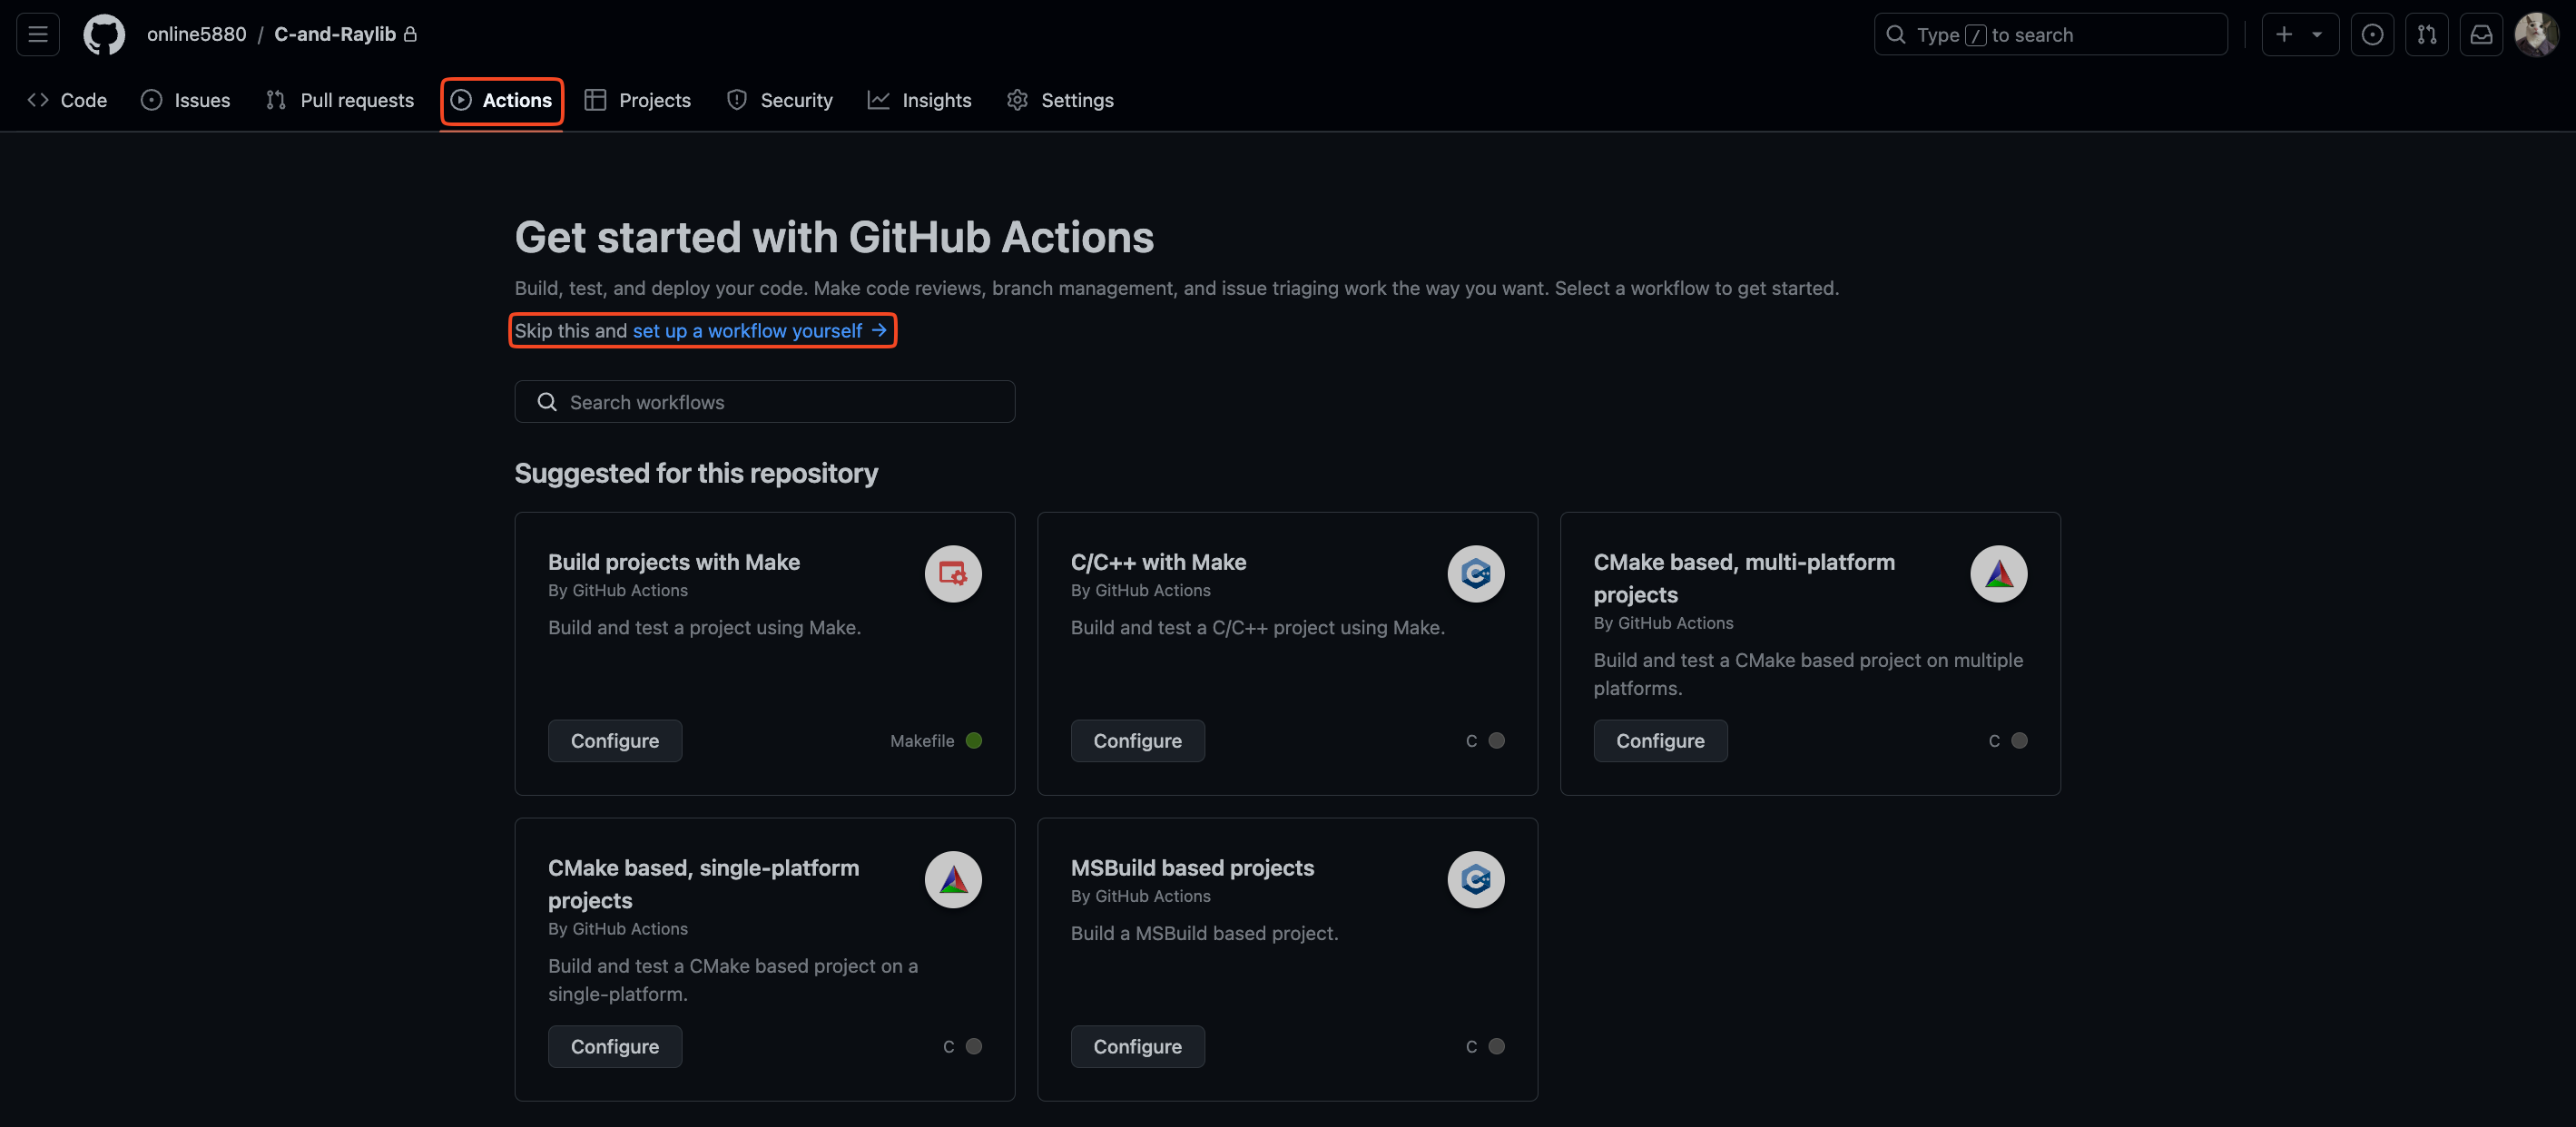 online5880 / C-and-Raylib
Type / to search
Code Issues Pull requests Actions Projects Security Insights Settings
Get started with GitHub Actions
Build, test, and deploy your code. Make code reviews, branch management, and issue triaging work the way you want. Select a workflow to get started.
Skip this and set up a workflow yourself →
Search workflows
Suggested for this repository
Build projects with Make
By GitHub Actions
Build and test a project using Make.
Configure
Makefile
C/C++ with Make
By GitHub Actions
Build and test a C/C++ project using Make.
Configure
C
CMake based, multi-platform
projects
By GitHub Actions
Build and test a CMake based project on multiple
platforms.
Configure
C
CMake based, single-platform
projects
By GitHub Actions
Build and test a CMake based project on a
single-platform.
Configure
C
MSBuild based projects
By GitHub Actions
Build a MSBuild based project.
Configure
C